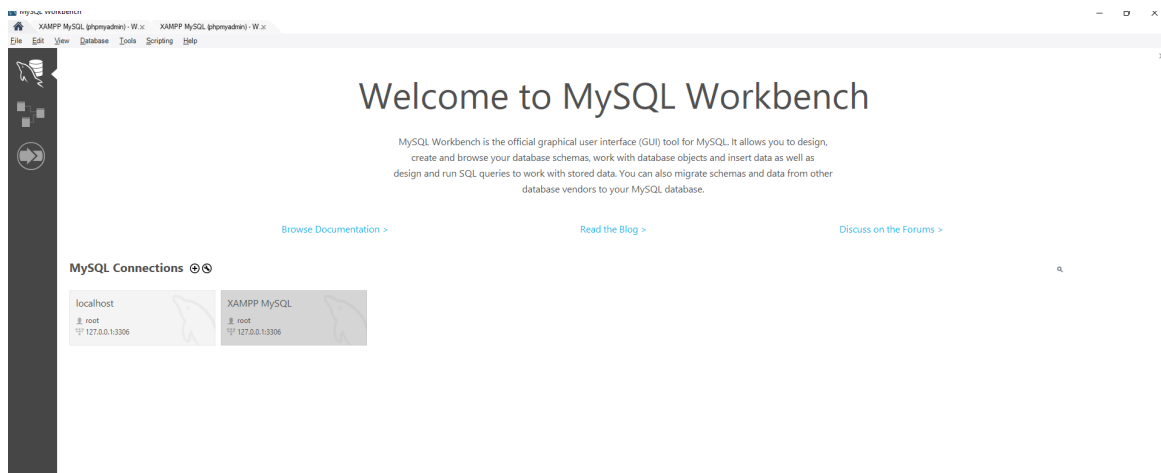 MySQL Workbench
XAMPP MySQL (phpmyadmin) - W... XAMPP MySQL (phpmyadmin) - W...
File Edit View Database Tools Scripting Help
Welcome to MySQL Workbench
MySQL Workbench is the official graphical user interface (GUI) tool for MySQL. It allows you to design,
create and browse your database schemas, work with database objects and insert data as well as
design and run SQL queries to work with stored data. You can also migrate schemas and data from other
database vendors to your MySQL database.
Browse Documentation > Read the Blog > Discuss on the Forums >
MySQL Connections
localhost XAMPP MySQL
root root
127.0.0.1:3306 127.0.0.1:3306